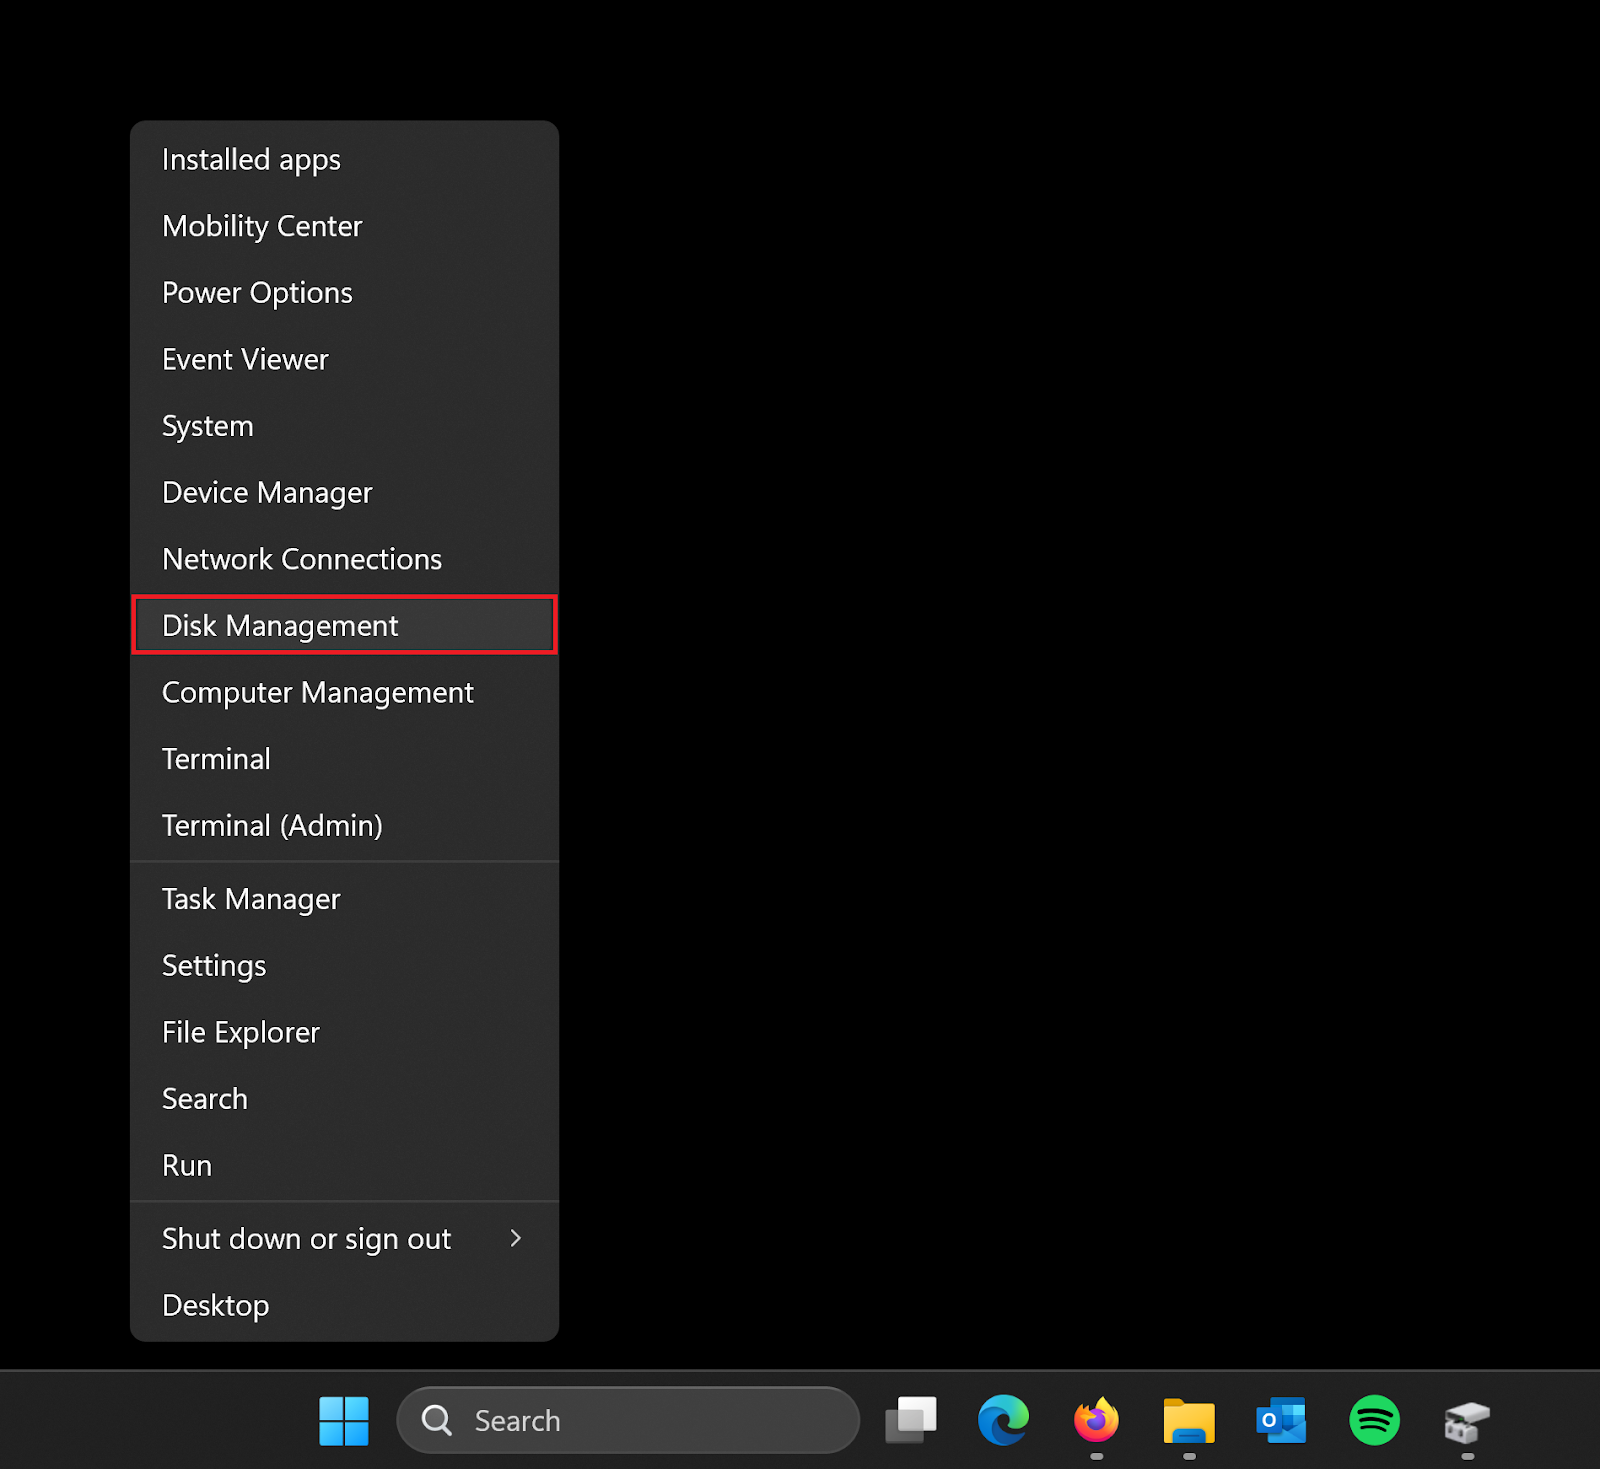 Installed apps
Mobility Center
Power Options
Event Viewer
System
Device Manager
Network Connections
Disk Management
Computer Management
Terminal
Terminal (Admin)
Task Manager
Settings
File Explorer
Search
Run
Shut down or sign out
Desktop
Search